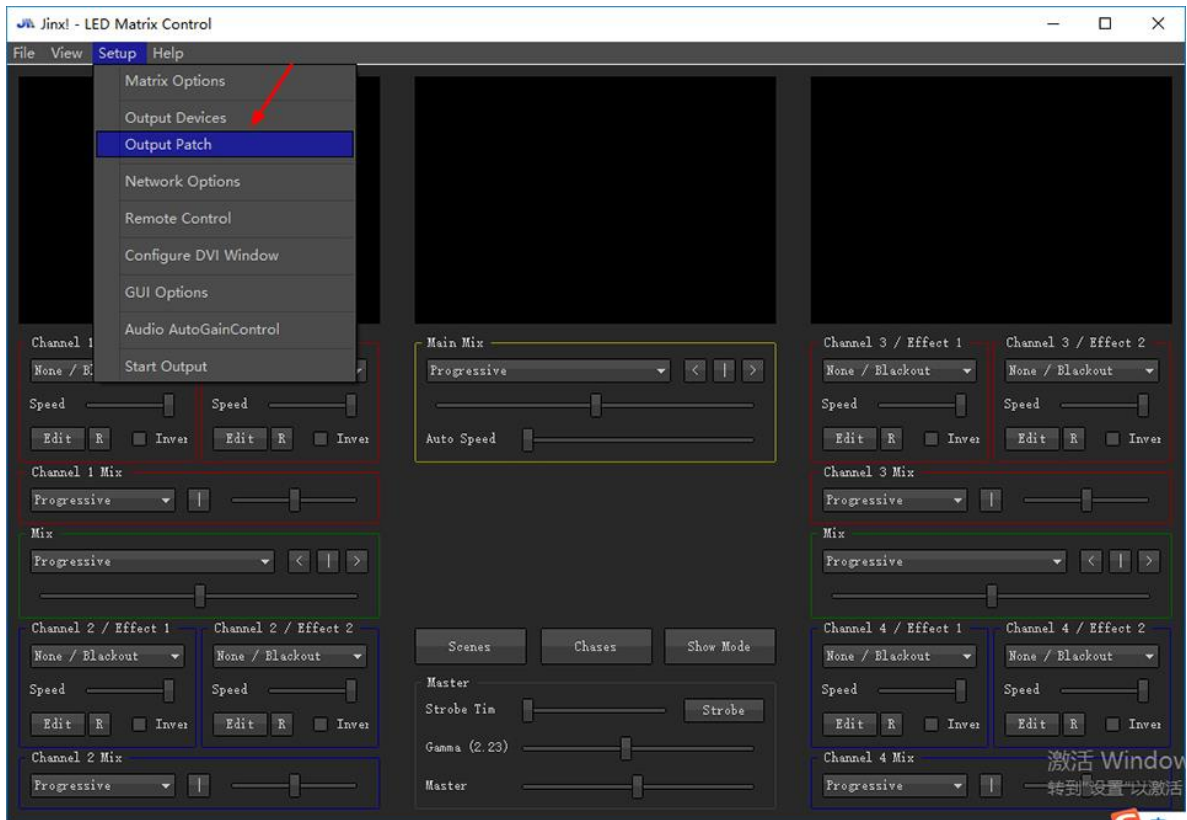 Jinx! - LED Matrix Control
File View Setup Help
Matrix Options
Output Devices
Output Patch
Network Options
Remote Control
Configure DVI Window
GUI Options
Audio AutoGainControl
Start Output
Channel 1
None / B
Speed Speed
Edit R Inver Edit R Inver
Channel 1 Mix
Progressive
Mix
Progressive < | >
Channel 2 / Effect 1 Channel 2 / Effect 2
None / Blackout None / Blackout
Speed Speed
Edit R Inver Edit R Inver
Channel 2 Mix
Progressive |
Main Mix
Progressive < | >
Auto Speed
Scenes Chases Show Mode
Master
Strobe Tim Strobe
Gamma (2.23)
Master
Channel 3 / Effect 1 Channel 3 / Effect 2
None / Blackout None / Blackout
Speed Speed
Edit R Inver Edit R Inver
Channel 3 Mix
Progressive |
Mix
Progressive < | >
Channel 4 / Effect 1 Channel 4 / Effect 2
None / Blackout None / Blackout
Speed Speed
Edit R Inver Edit R Inver
Channel 4 Mix
Progressive |
激活 Window
转到"设置"以激活